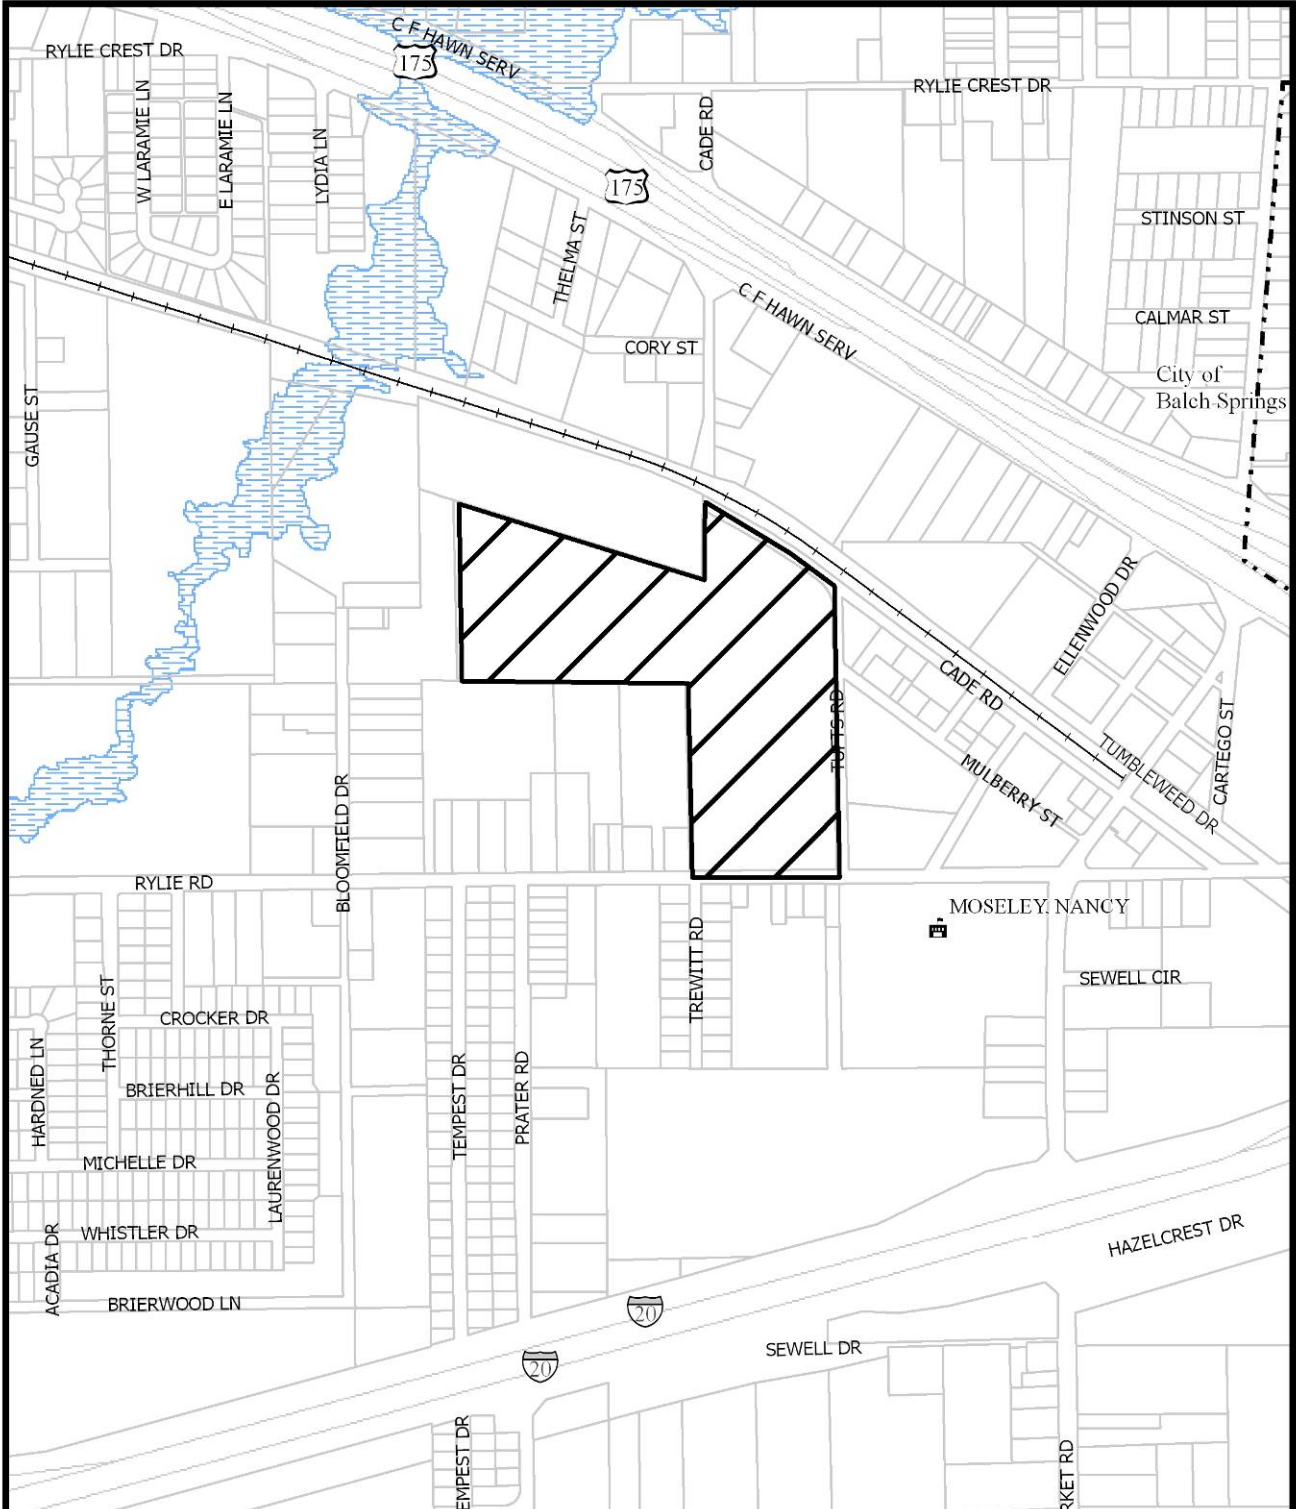 C F HAWN SERV
RYLIE CREST DR
175
RYLIE CREST DR
W LARAMIE LN
E LARAMIE LN
LYDIA LN
CADE RD
175
STINSON ST
THELMA ST
C F HAWN SERV
CALMAR ST
CORY ST
City of
Balch Springs
GAUSE ST
ELLENWOOD DR
CADE RD
TUFTS RD
CARTEGO ST
TUMBLEWEED DR
MULBERRY ST
BLOOMFIELD DR
RYLIE RD
MOSELEY, NANCY
TREWITT RD
SEWELL CIR
THORNE ST
CROCKER DR
HARDNED LN
BRIERHILL DR
TEMPEST DR
PRATER RD
LAURENWOOD DR
MICHELLE DR
WHISTLER DR
ACADIA DR
HAZELCREST DR
BRIERWOOD LN
20
SEWELL DR
20
EMPEST DR
RKET RD